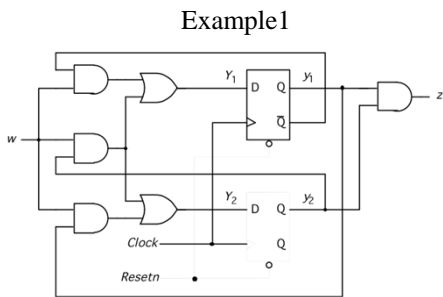 Example1
Y1 y1
D Q
Q̅
z
w
Y2 y2
D Q
Q
Clock
Resetn